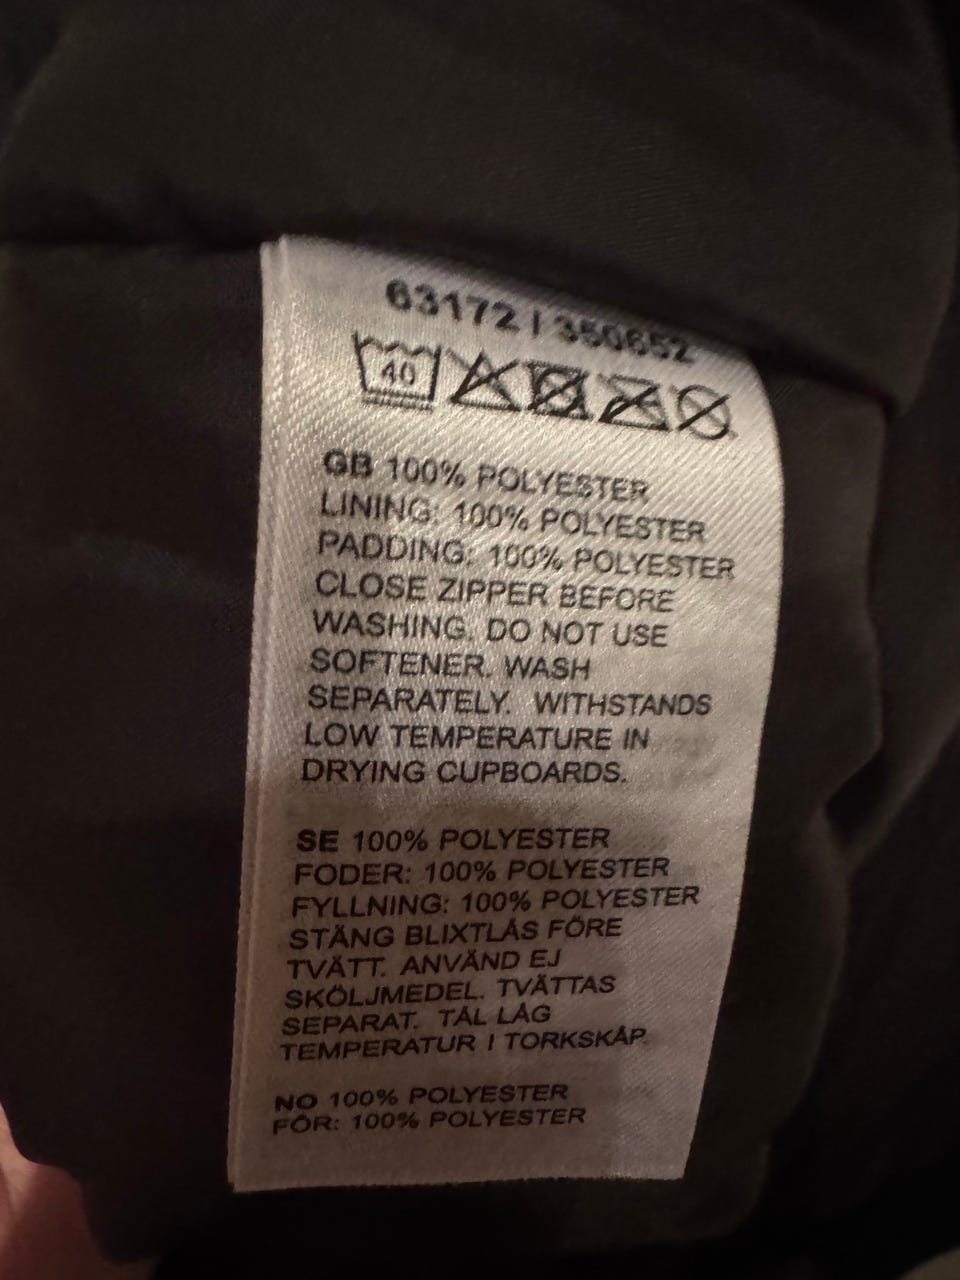 63172 | 350652
40
GB 100% POLYESTER
LINING: 100% POLYESTER
PADDING: 100% POLYESTER
CLOSE ZIPPER BEFORE
WASHING. DO NOT USE
SOFTENER. WASH
SEPARATELY. WITHSTANDS
LOW TEMPERATURE IN
DRYING CUPBOARDS.
SE 100% POLYESTER
FODER: 100% POLYESTER
FYLLNING: 100% POLYESTER
STÄNG BLIXTLÅS FÖRE
TVÄTT. ANVÄND EJ
SKÖLJMEDEL. TVÄTTAS
SEPARAT. TÅL LÅG
TEMPERATUR I TORKSKÅP.
NO 100% POLYESTER
FÔR: 100% POLYESTER